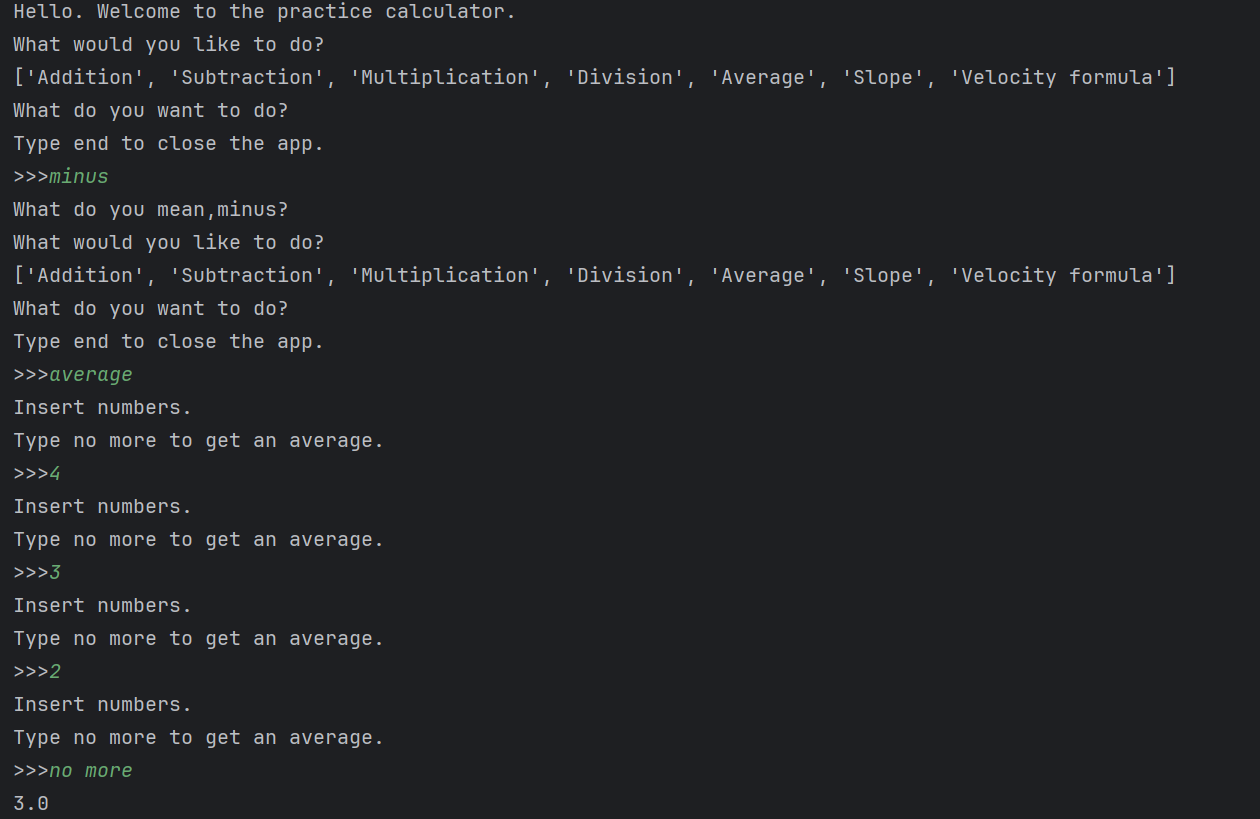 Hello. Welcome to the practice calculator.
What would you like to do?
['Addition', 'Subtraction', 'Multiplication', 'Division', 'Average', 'Slope', 'Velocity formula']
What do you want to do?
Type end to close the app.
>>>minus
What do you mean,minus?
What would you like to do?
['Addition', 'Subtraction', 'Multiplication', 'Division', 'Average', 'Slope', 'Velocity formula']
What do you want to do?
Type end to close the app.
>>>average
Insert numbers.
Type no more to get an average.
>>>4
Insert numbers.
Type no more to get an average.
>>>3
Insert numbers.
Type no more to get an average.
>>>2
Insert numbers.
Type no more to get an average.
>>>no more
3.0